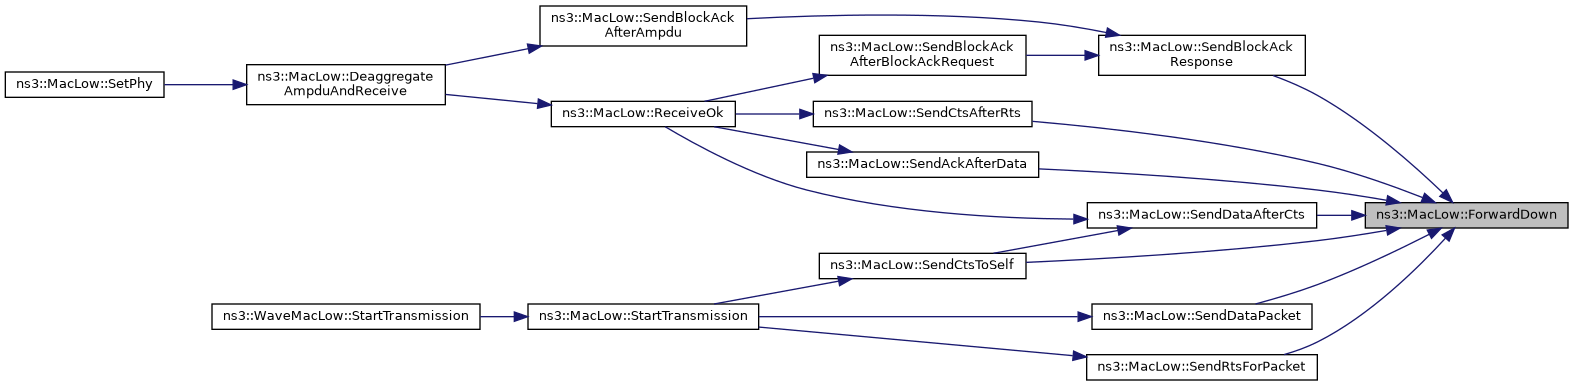 ns3::MacLow::SendBlockAck
AfterAmpdu
ns3::MacLow::SendBlockAck
AfterBlockAckRequest
ns3::MacLow::SendBlockAck
Response
ns3::MacLow::Deaggregate
AmpduAndReceive
ns3::MacLow::SetPhy
ns3::MacLow::ReceiveOk
ns3::MacLow::SendCtsAfterRts
ns3::MacLow::SendAckAfterData
ns3::MacLow::SendDataAfterCts
ns3::MacLow::ForwardDown
ns3::MacLow::SendCtsToSelf
ns3::WaveMacLow::StartTransmission
ns3::MacLow::StartTransmission
ns3::MacLow::SendDataPacket
ns3::MacLow::SendRtsForPacket